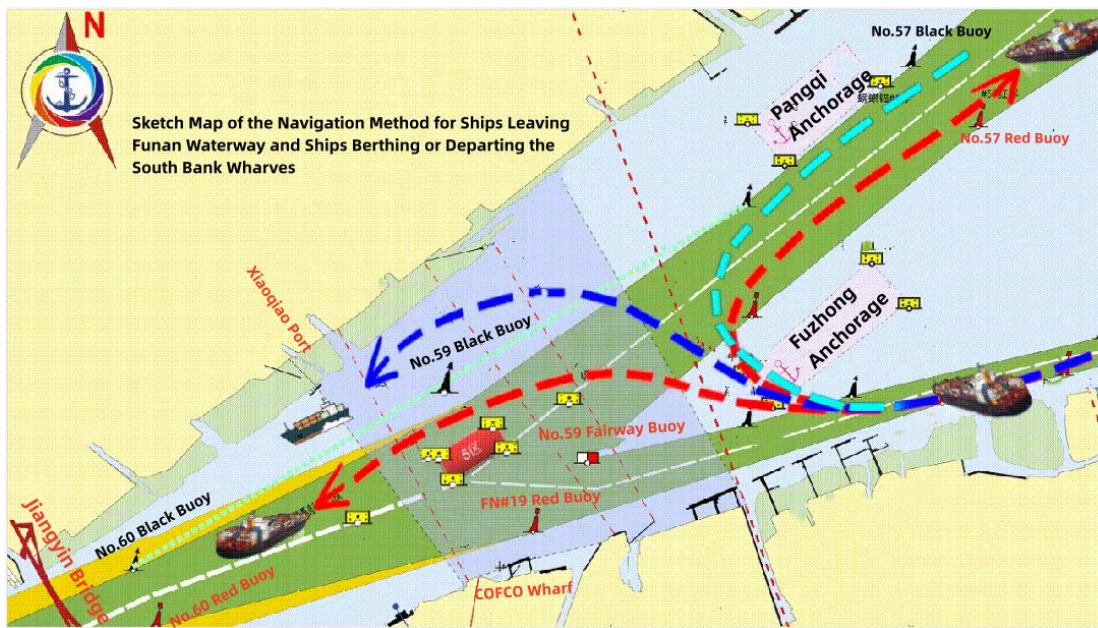 N
Sketch Map of the Navigation Method for Ships Leaving
Funan Waterway and Ships Berthing or Departing the
South Bank Wharves
No.57 Black Buoy
Pangqi
Anchorage
No.57 Red Buoy
Xiaoqiao Port
No.59 Black Buoy
Fuzhong
Anchorage
No.59 Fairway Buoy
5区
FN#19 Red Buoy
No.60 Black Buoy
Jiangyin Bridge
No.60 Red Buoy
COFCO Wharf